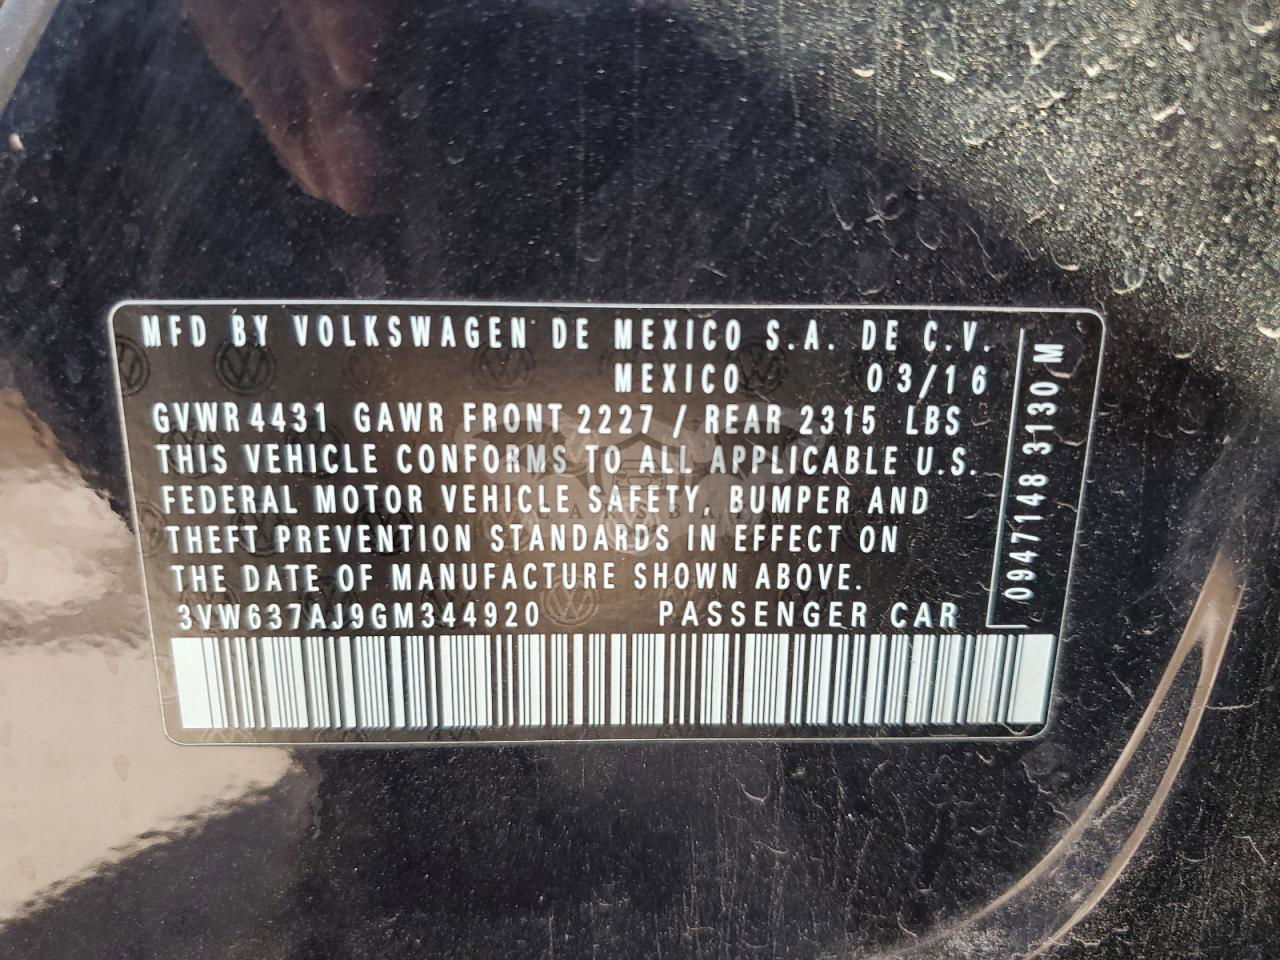 MFD BY VOLKSWAGEN DE MEXICO S.A. DE C.V.
MEXICO 03/16
GVWR 4431 GAWR FRONT 2227 / REAR 2315 LBS
THIS VEHICLE CONFORMS TO ALL APPLICABLE U.S.
FEDERAL MOTOR VEHICLE SAFETY, BUMPER AND
THEFT PREVENTION STANDARDS IN EFFECT ON
THE DATE OF MANUFACTURE SHOWN ABOVE.
3VW637AJ9GM344920 PASSENGER CAR
0947148 3130 M